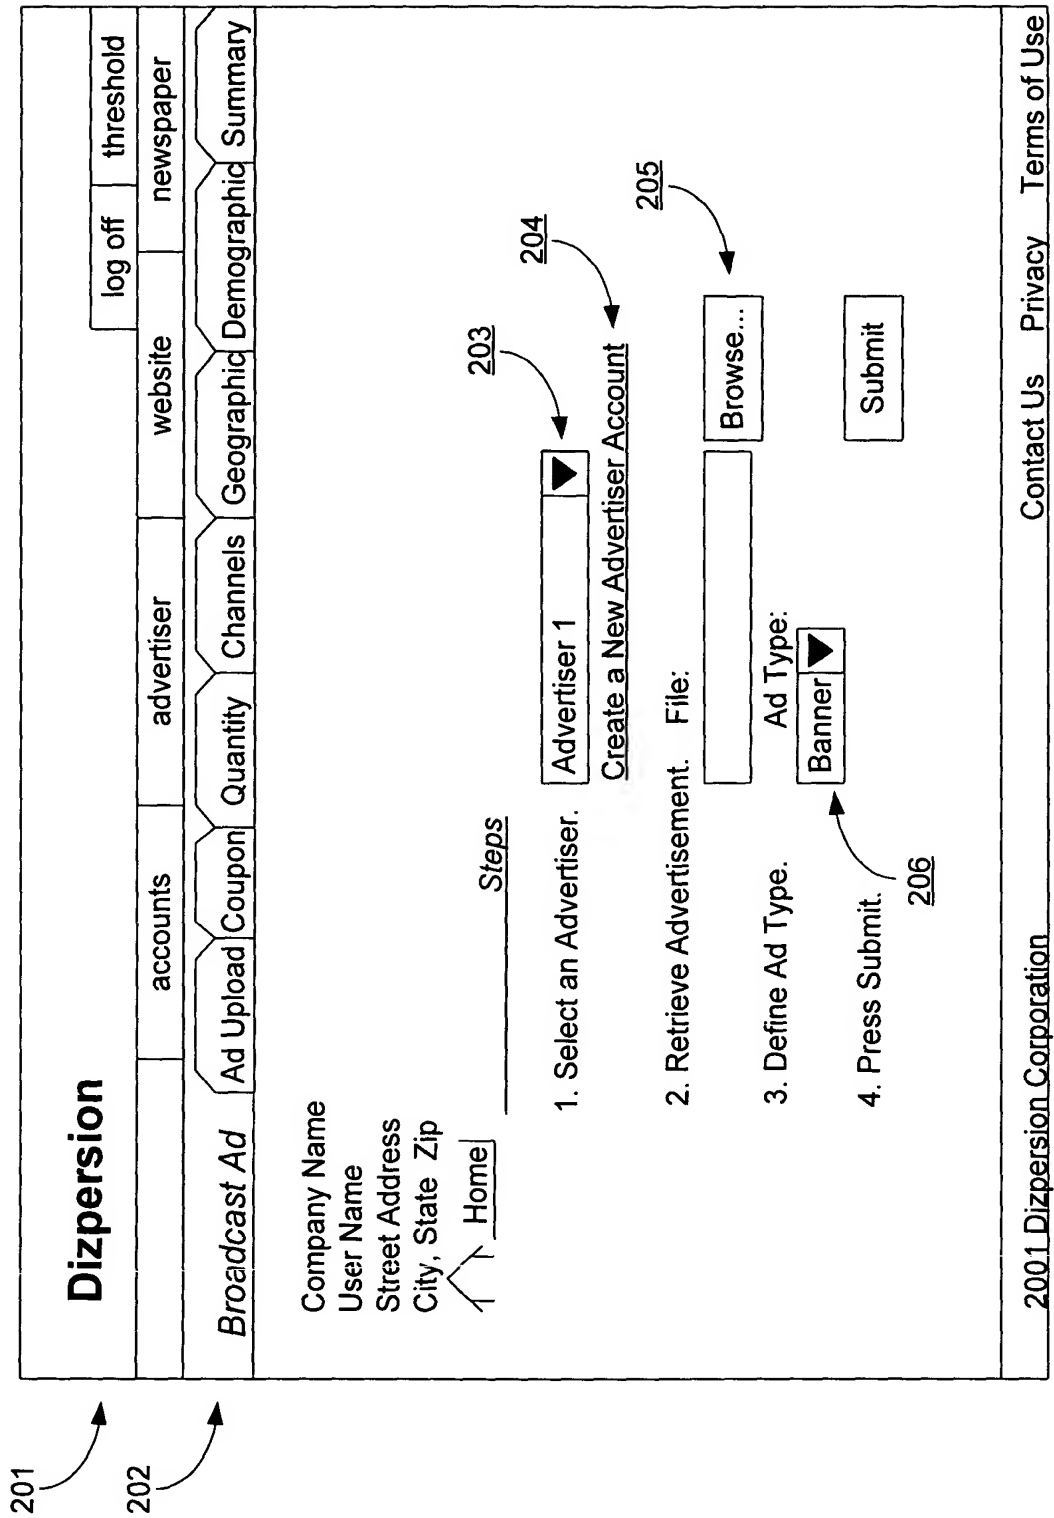 201
Dizpersion
log off threshold
accounts advertiser website newspaper
202
Broadcast Ad Ad Upload Coupon Quantity Channels Geographic Demographic Summary
Company Name
User Name
Street Address
City, State Zip
Home
Steps
203
1. Select an Advertiser. Advertiser 1
204
Create a New Advertiser Account
2. Retrieve Advertisement. File:
205
Browse...
3. Define Ad Type. Ad Type:
Banner
4. Press Submit. Submit
206
2001 Dizpersion Corporation Contact Us Privacy Terms of Use